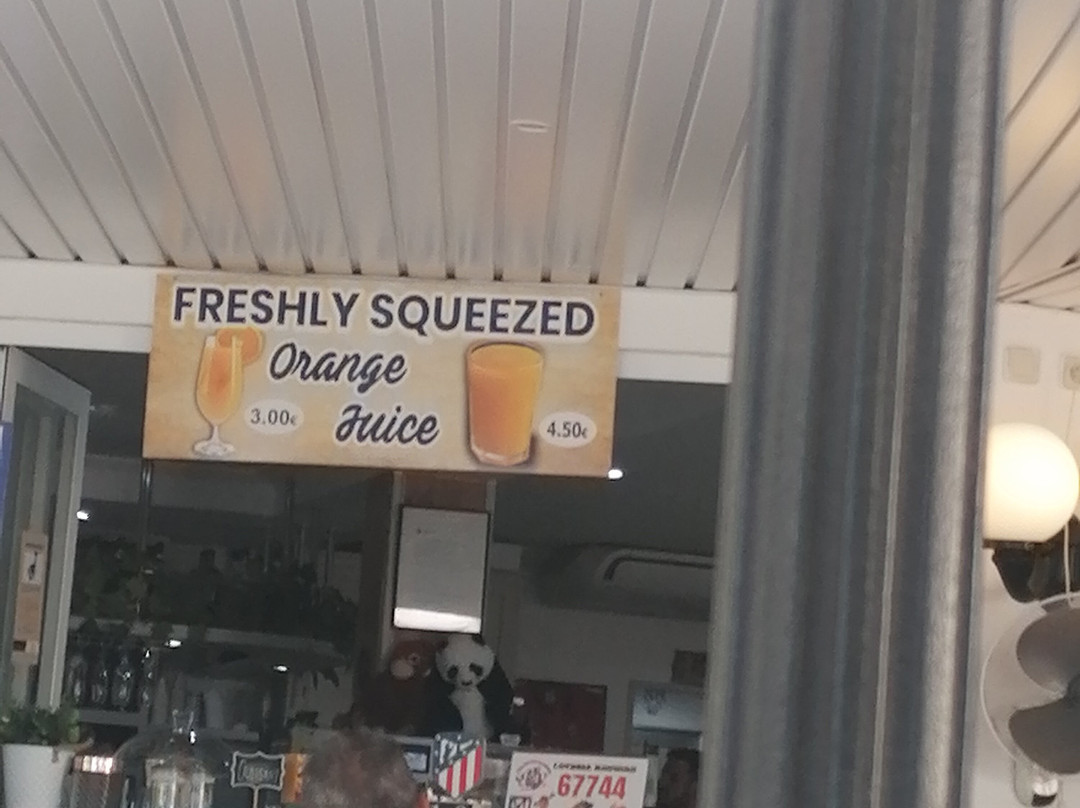 FRESHLY SQUEEZED
Orange
3.00€
Juice
4.50€
67744